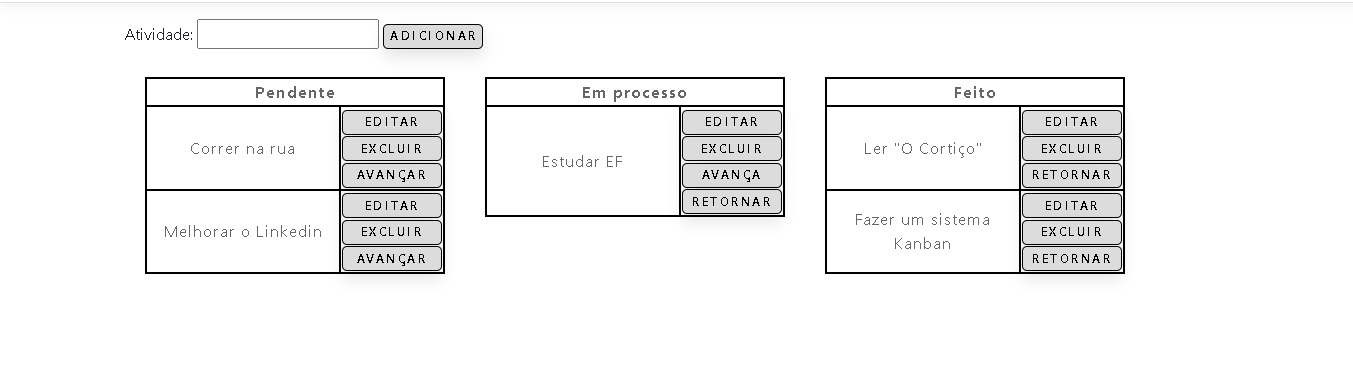 Atividade:
ADICIONAR
Pendente
Correr na rua
EDITAR
EXCLUIR
AVANÇAR
Melhorar o Linkedin
EDITAR
EXCLUIR
AVANÇAR
Em processo
Estudar EF
EDITAR
EXCLUIR
AVANÇA
RETORNAR
Feito
Ler "O Cortiço"
EDITAR
EXCLUIR
RETORNAR
Fazer um sistema
Kanban
EDITAR
EXCLUIR
RETORNAR